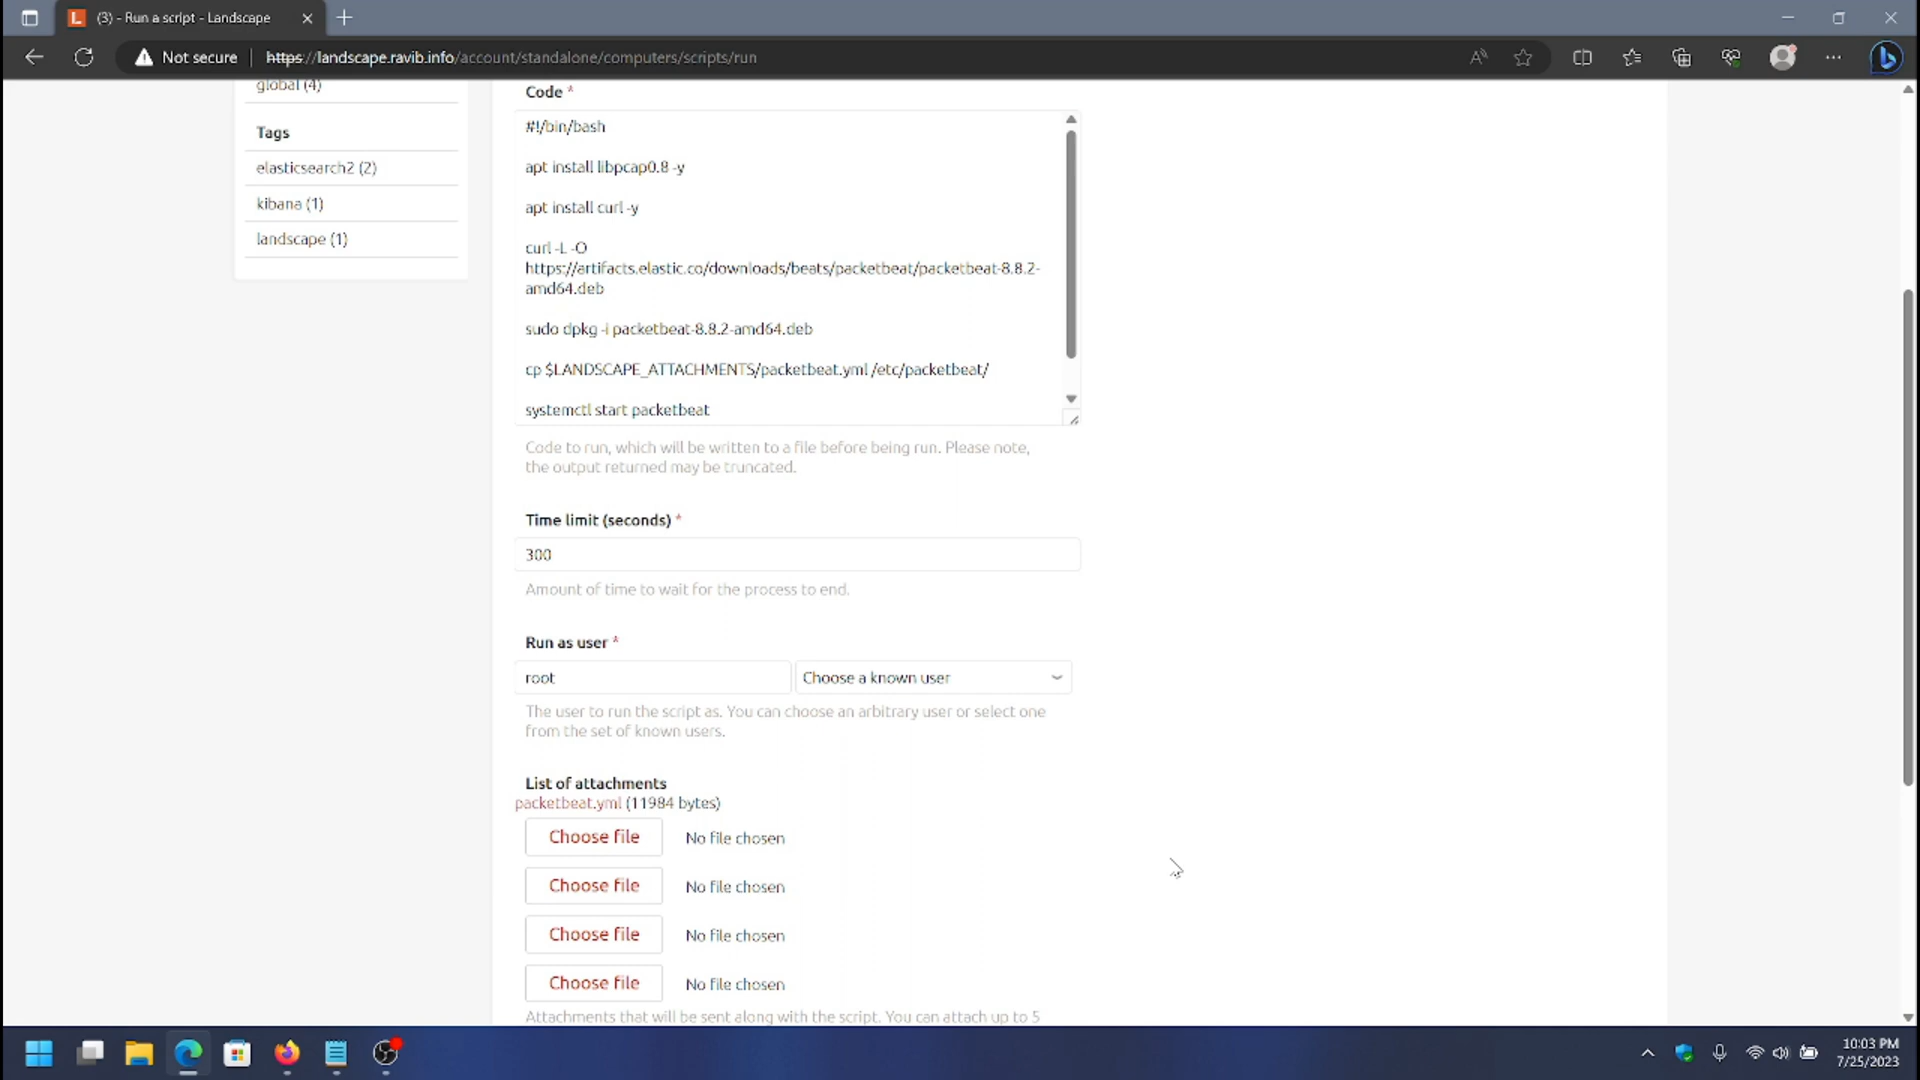 (3) - Run a script - Landscape
Not secure
https://landscape.ravib.info/account/standalone/computers/scripts/run
global (4)
Tags
elasticsearch2 (2)
kibana (1)
landscape (1)
Code *
#!/bin/bash
apt install libpcap0.8 -y
apt install curl -y
curl -L -O
https://artifacts.elastic.co/downloads/beats/packetbeat/packetbeat-8.8.2-
amd64.deb
sudo dpkg -i packetbeat-8.8.2-amd64.deb
cp $LANDSCAPE_ATTACHMENTS/packetbeat.yml /etc/packetbeat/
systemctl start packetbeat
Code to run, which will be written to a file before being run. Please note,
the output returned may be truncated.
Time limit (seconds) *
300
Amount of time to wait for the process to end.
Run as user *
root
Choose a known user
The user to run the script as. You can choose an arbitrary user or select one
from the set of known users.
List of attachments
packetbeat.yml (11984 bytes)
Choose file No file chosen
Choose file No file chosen
Choose file No file chosen
Choose file No file chosen
Attachments that will be sent along with the script. You can attach up to 5
10:03 PM
7/25/2023